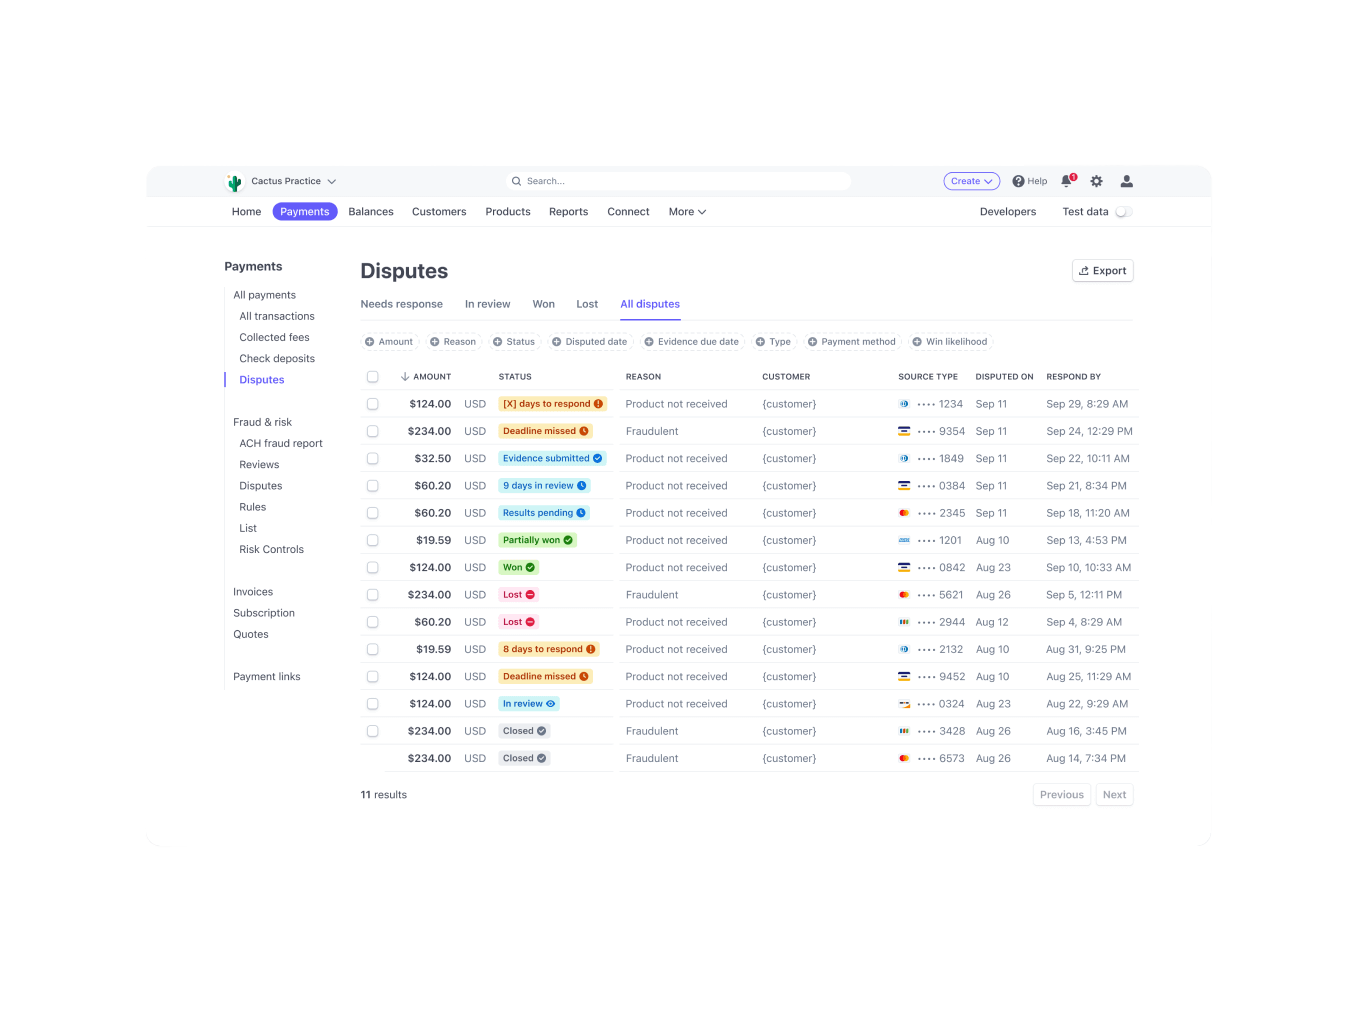 Cactus Practice Search... Create Help 1
Home Payments Balances Customers Products Reports Connect More Developers Test data
Payments
All payments
All transactions
Collected fees
Check deposits
Disputes
Fraud & risk
ACH fraud report
Reviews
Disputes
Rules
List
Risk Controls
Invoices
Subscription
Quotes
Payment links
Disputes Export
Needs response In review Won Lost All disputes
Amount Reason Status Disputed date Evidence due date Type Payment method Win likelihood
AMOUNT STATUS REASON CUSTOMER SOURCE TYPE DISPUTED ON RESPOND BY
$124.00 USD [X] days to respond Product not received {customer} •••• 1234 Sep 11 Sep 29, 8:29 AM
$234.00 USD Deadline missed Fraudulent {customer} •••• 9354 Sep 11 Sep 24, 12:29 PM
$32.50 USD Evidence submitted Product not received {customer} •••• 1849 Sep 11 Sep 22, 10:11 AM
$60.20 USD 9 days in review Product not received {customer} •••• 0384 Sep 11 Sep 21, 8:34 PM
$60.20 USD Results pending Product not received {customer} •••• 2345 Sep 11 Sep 18, 11:20 AM
$19.59 USD Partially won Product not received {customer} •••• 1201 Aug 10 Sep 13, 4:53 PM
$124.00 USD Won Product not received {customer} •••• 0842 Aug 23 Sep 10, 10:33 AM
$234.00 USD Lost Fraudulent {customer} •••• 5621 Aug 26 Sep 5, 12:11 PM
$60.20 USD Lost Product not received {customer} •••• 2944 Aug 12 Sep 4, 8:29 AM
$19.59 USD 8 days to respond Product not received {customer} •••• 2132 Aug 10 Aug 31, 9:25 PM
$124.00 USD Deadline missed Product not received {customer} •••• 9452 Aug 10 Aug 25, 11:29 AM
$124.00 USD In review Product not received {customer} •••• 0324 Aug 23 Aug 22, 9:29 AM
$234.00 USD Closed Fraudulent {customer} •••• 3428 Aug 26 Aug 16, 3:45 PM
$234.00 USD Closed Fraudulent {customer} •••• 6573 Aug 26 Aug 14, 7:34 PM
11 results Previous Next